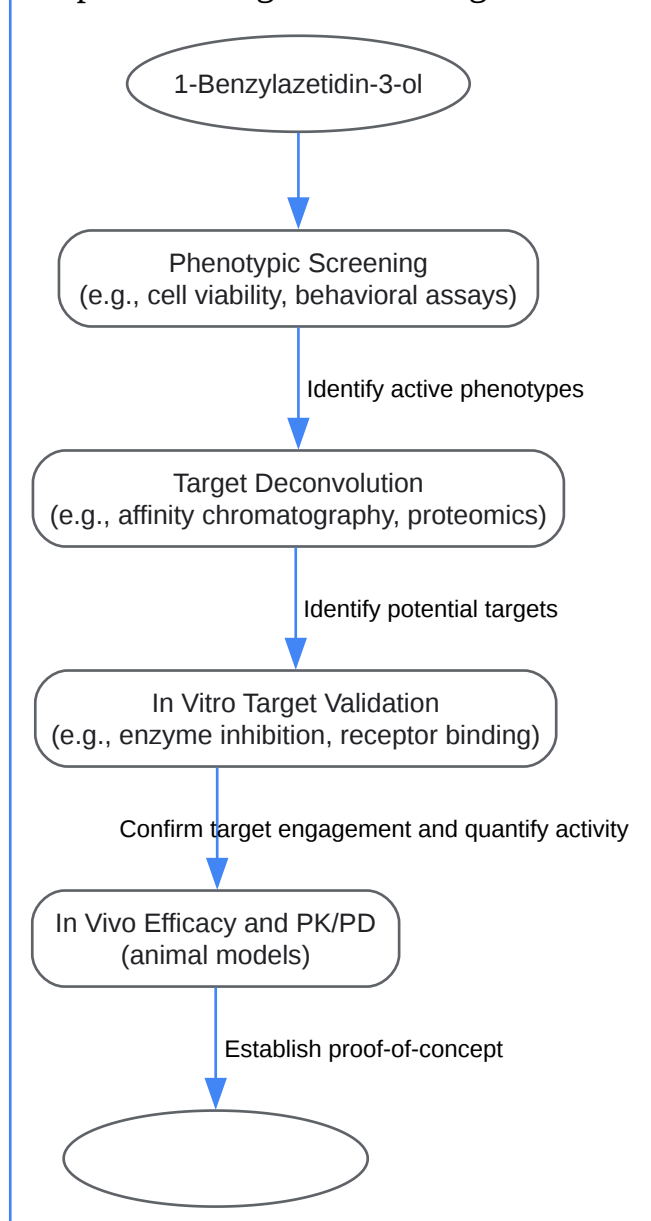 1-Benzylazetidin-3-ol
Phenotypic Screening
(e.g., cell viability, behavioral assays)
Identify active phenotypes
Target Deconvolution
(e.g., affinity chromatography, proteomics)
Identify potential targets
In Vitro Target Validation
(e.g., enzyme inhibition, receptor binding)
Confirm target engagement and quantify activity
In Vivo Efficacy and PK/PD
(animal models)
Establish proof-of-concept